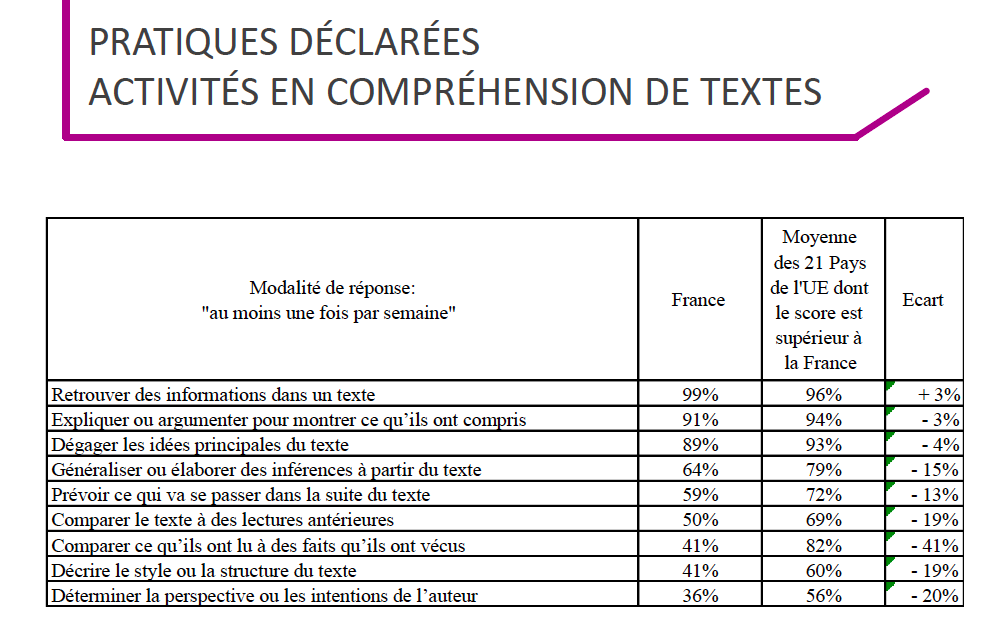 PRATIQUES DÉCLARÉES
ACTIVITÉS EN COMPRÉHENSION DE TEXTES
Modalité de réponse:
"au moins une fois par semaine"
France
Moyenne
des 21 Pays
de l'UE dont
le score est
supérieur à
la France
Ecart
Retrouver des informations dans un texte 99% 96% + 3%
Expliquer ou argumenter pour montrer ce qu’ils ont compris 91% 94% - 3%
Dégager les idées principales du texte 89% 93% - 4%
Généraliser ou élaborer des inférences à partir du texte 64% 79% - 15%
Prévoir ce qui va se passer dans la suite du texte 59% 72% - 13%
Comparer le texte à des lectures antérieures 50% 69% - 19%
Comparer ce qu’ils ont lu à des faits qu’ils ont vécus 41% 82% - 41%
Décrire le style ou la structure du texte 41% 60% - 19%
Déterminer la perspective ou les intentions de l’auteur 36% 56% - 20%